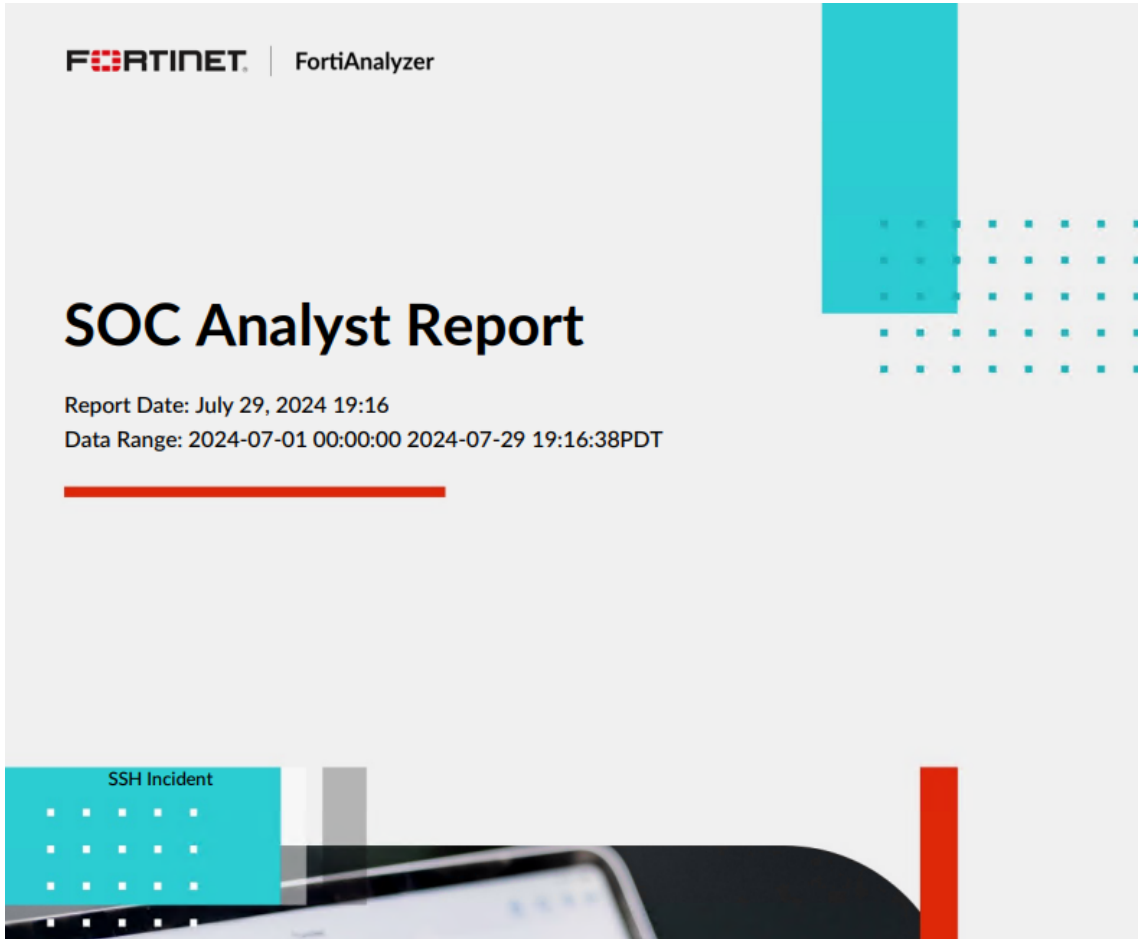 FORTINET
FortiAnalyzer
SOC Analyst Report
Report Date: July 29, 2024 19:16
Data Range: 2024-07-01 00:00:00 2024-07-29 19:16:38PDT
SSH Incident